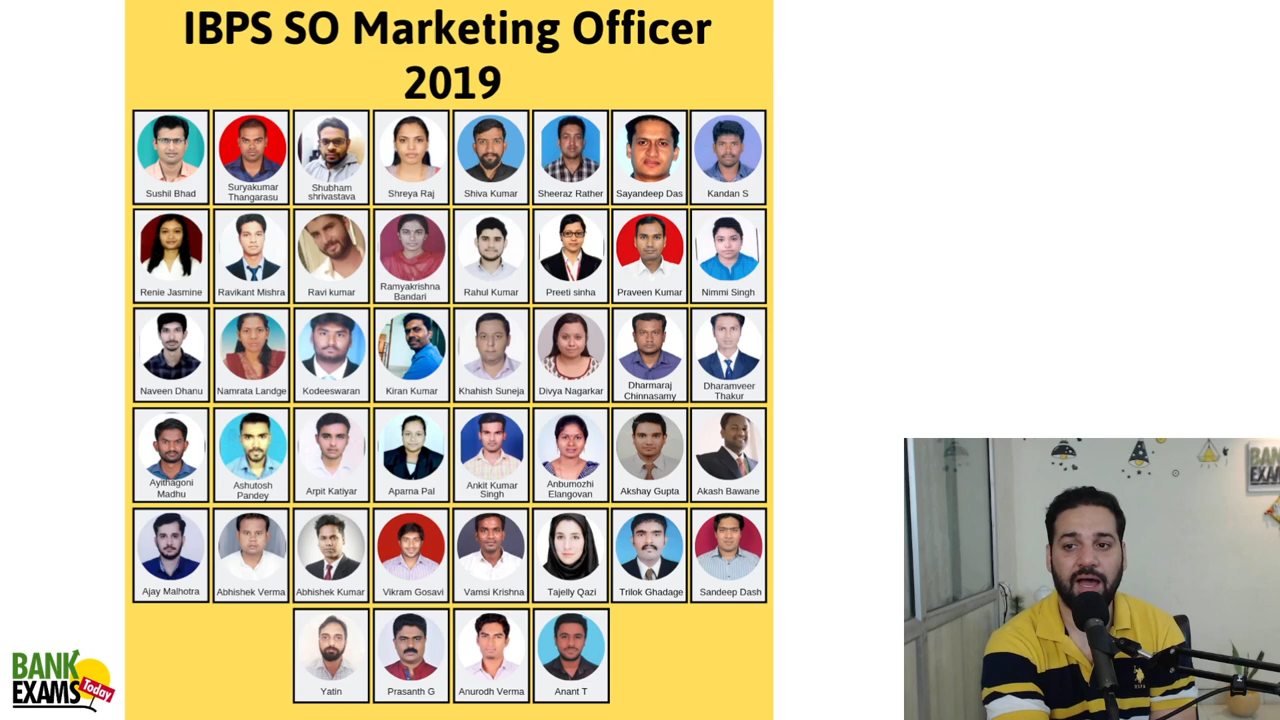 IBPS SO Marketing Officer
2019
Sushil Bhad
Suryakumar
Thangarasu
Shubham
shrivastava
Shreya Raj
Shiva Kumar
Sheeraz Rather
Sayandeep Das
Kandan S
Renie Jasmine
Ravikant Mishra
Ravi kumar
Ramyakrishna
Bandari
Rahul Kumar
Preeti sinha
Praveen Kumar
Nimmi Singh
Naveen Dhanu
Namrata Landge
Kodeeswaran
Kiran Kumar
Khahish Suneja
Divya Nagarkar
Dharmaraj
Chinnasamy
Dharamveer
Thakur
Ayithagoni
Madhu
Ashutosh
Pandey
Arpit Katiyar
Aparna Pal
Ankit Kumar
Singh
Anbumozhi
Elangovan
Akshay Gupta
Akash Bawane
Ajay Malhotra
Abhishek Verma
Abhishek Kumar
Vikram Gosavi
Vamsi Krishna
Tajelly Qazi
Trilok Ghadage
Sandeep Dash
Yatin
Prasanth G
Anurodh Verma
Anant T
BANK
EXAMS
Today
BAN
EXAM